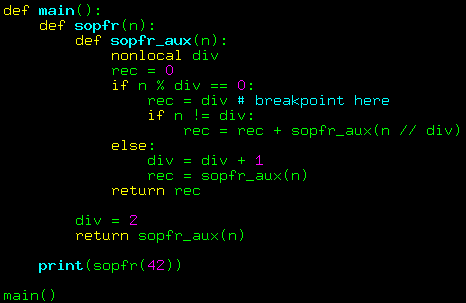 def main():
    def sopfr(n):
        def sopfr_aux(n):
            nonlocal div
            rec = 0
            if n % div == 0:
                rec = div # breakpoint here
                if n != div:
                    rec = rec + sopfr_aux(n // div)
            else:
                div = div + 1
                rec = sopfr_aux(n)
            return rec

        div = 2
        return sopfr_aux(n)

    print(sopfr(42))

main()